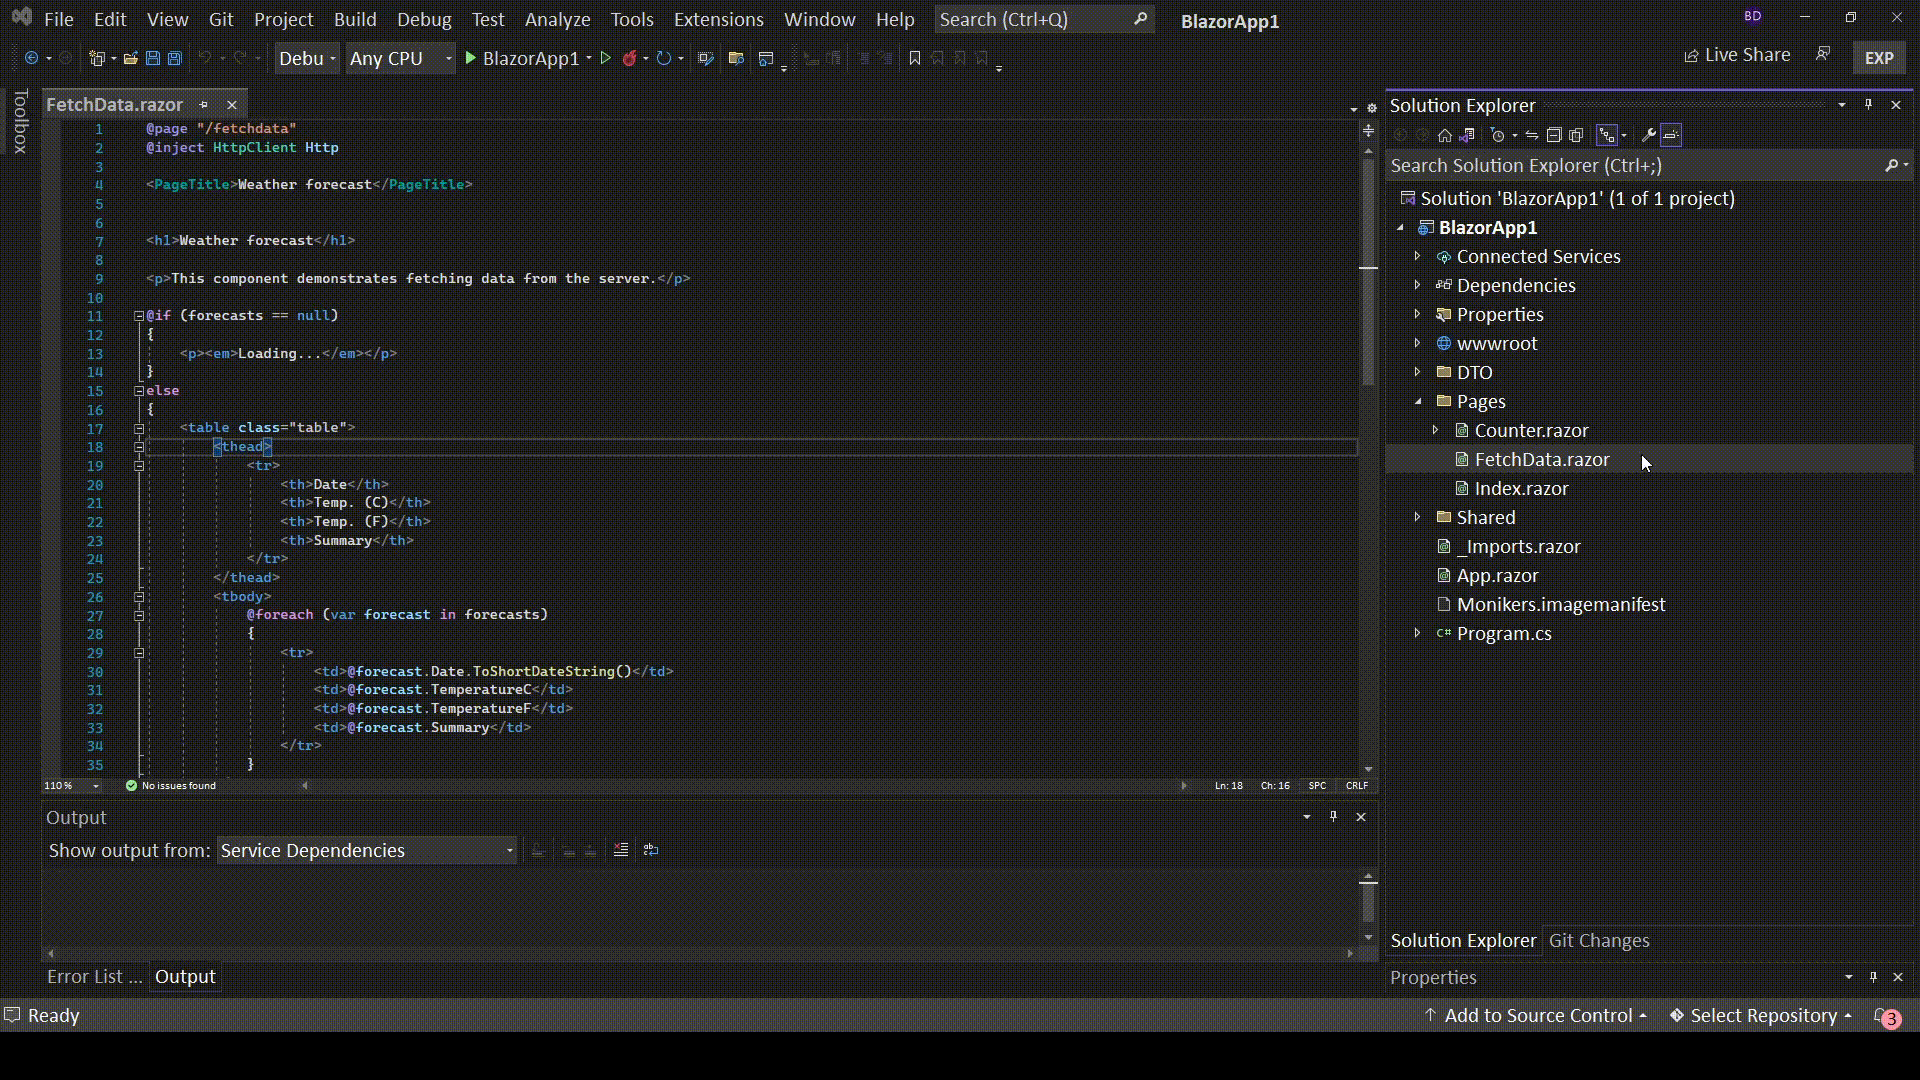 File Edit View Git Project Build Debug Test Analyze Tools Extensions Window Help Search (Ctrl+Q) BlazorApp1 BD
Debu Any CPU BlazorApp1 Live Share EXP
Toolbox
FetchData.razor
1 @page "/fetchdata"
2 @inject HttpClient Http
3
4 <PageTitle>Weather forecast</PageTitle>
5
6
7 <h1>Weather forecast</h1>
8
9 <p>This component demonstrates fetching data from the server.</p>
10
11 @if (forecasts == null)
12 {
13 <p><em>Loading...</em></p>
14 }
15 else
16 {
17 <table class="table">
18 <thead>
19 <tr>
20 <th>Date</th>
21 <th>Temp. (C)</th>
22 <th>Temp. (F)</th>
23 <th>Summary</th>
24 </tr>
25 </thead>
26 <tbody>
27 @foreach (var forecast in forecasts)
28 {
29 <tr>
30 <td>@forecast.Date.ToShortDateString()</td>
31 <td>@forecast.TemperatureC</td>
32 <td>@forecast.TemperatureF</td>
33 <td>@forecast.Summary</td>
34 </tr>
35 }
110 % No issues found Ln: 18 Ch: 16 SPC CRLF
Output
Show output from: Service Dependencies
Error List ... Output
Solution Explorer
Search Solution Explorer (Ctrl+;)
Solution 'BlazorApp1' (1 of 1 project)
BlazorApp1
Connected Services
Dependencies
Properties
wwwroot
DTO
Pages
Counter.razor
FetchData.razor
Index.razor
Shared
_Imports.razor
App.razor
Monikers.imagemanifest
C# Program.cs
Solution Explorer Git Changes
Properties
Ready Add to Source Control Select Repository 3